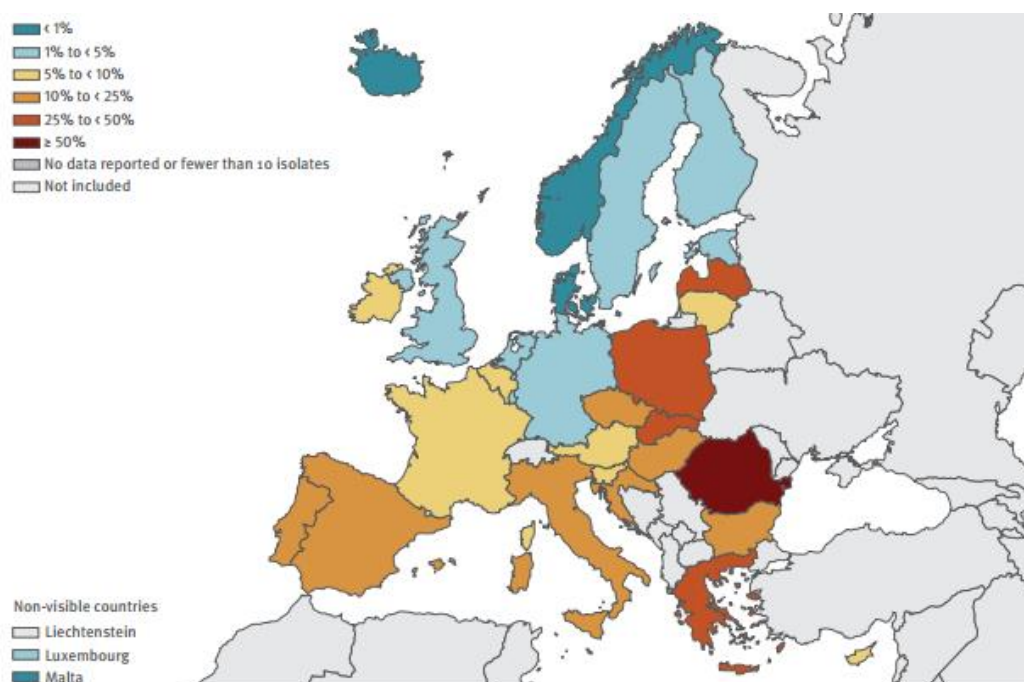 < 1%
1% to < 5%
5% to < 10%
10% to < 25%
25% to < 50%
≥ 50%
No data reported or fewer than 10 isolates
Not included
Non-visible countries
Liechtenstein
Luxembourg
Malta